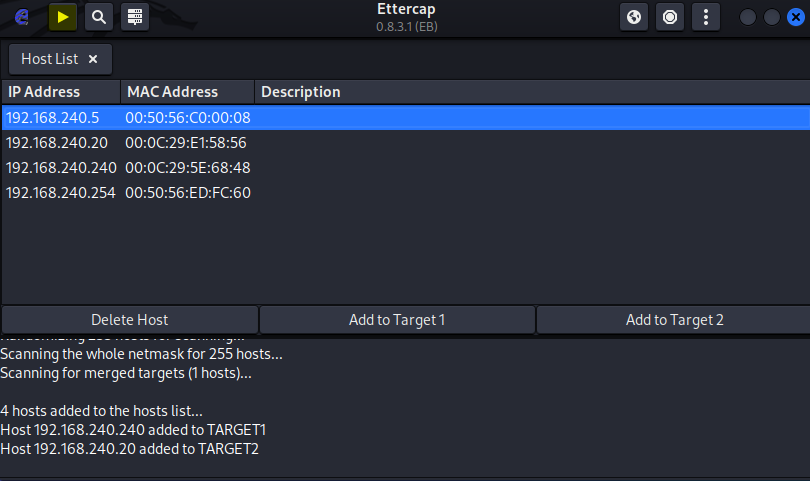 Ettercap
0.8.3.1 (EB)
Host List ×
IP Address MAC Address Description
192.168.240.5 00:50:56:C0:00:08
192.168.240.20 00:0C:29:E1:58:56
192.168.240.240 00:0C:29:5E:68:48
192.168.240.254 00:50:56:ED:FC:60
Delete Host Add to Target 1 Add to Target 2
Randomizing 255 hosts for scanning...
Scanning the whole netmask for 255 hosts...
Scanning for merged targets (1 hosts)...
4 hosts added to the hosts list...
Host 192.168.240.240 added to TARGET1
Host 192.168.240.20 added to TARGET2